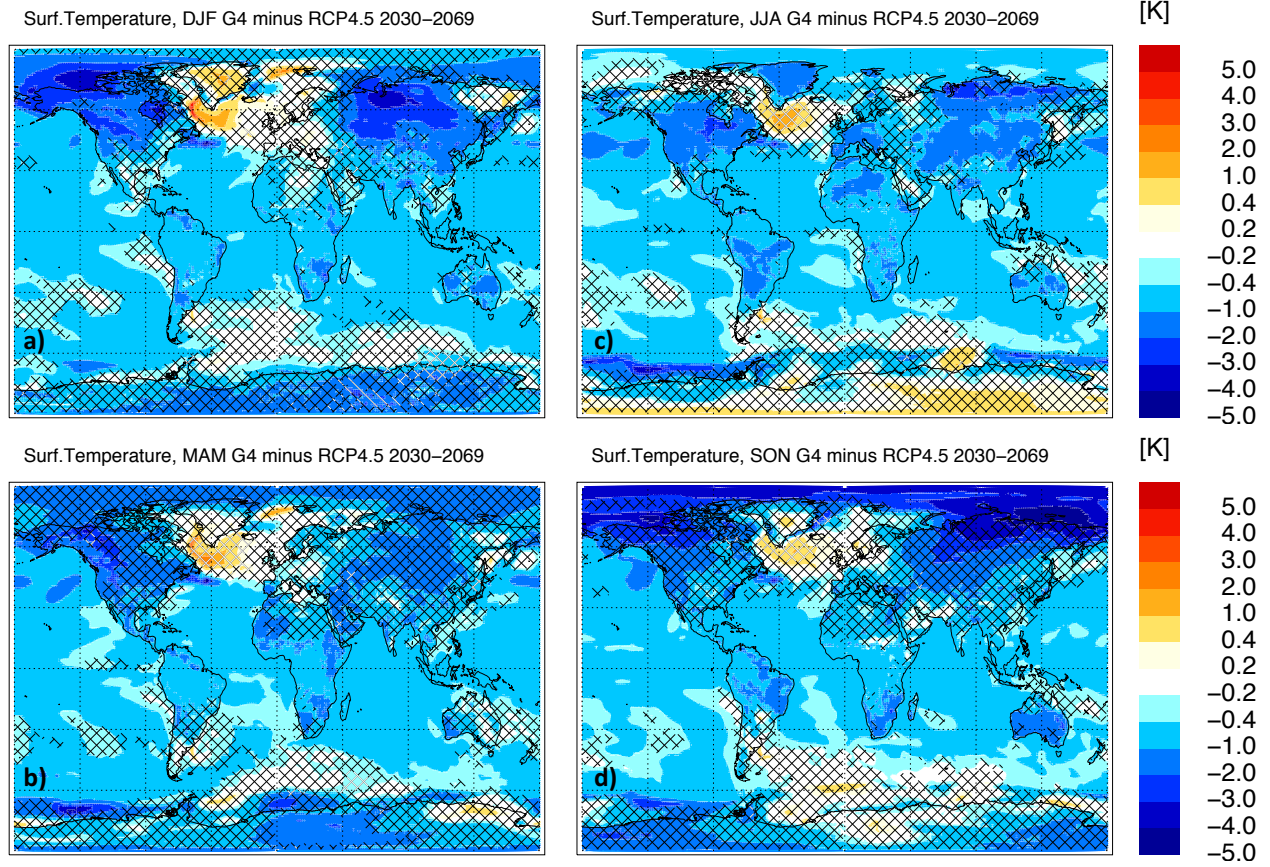 Surf.Temperature, DJF G4 minus RCP4.5 2030−2069
Surf.Temperature, JJA G4 minus RCP4.5 2030−2069
[K]
5.0
4.0
3.0
2.0
1.0
0.4
0.2
−0.2
−0.4
−1.0
−2.0
−3.0
−4.0
−5.0
a)
c)
Surf.Temperature, MAM G4 minus RCP4.5 2030−2069
Surf.Temperature, SON G4 minus RCP4.5 2030−2069
[K]
5.0
4.0
3.0
2.0
1.0
0.4
0.2
−0.2
−0.4
−1.0
−2.0
−3.0
−4.0
−5.0
b)
d)